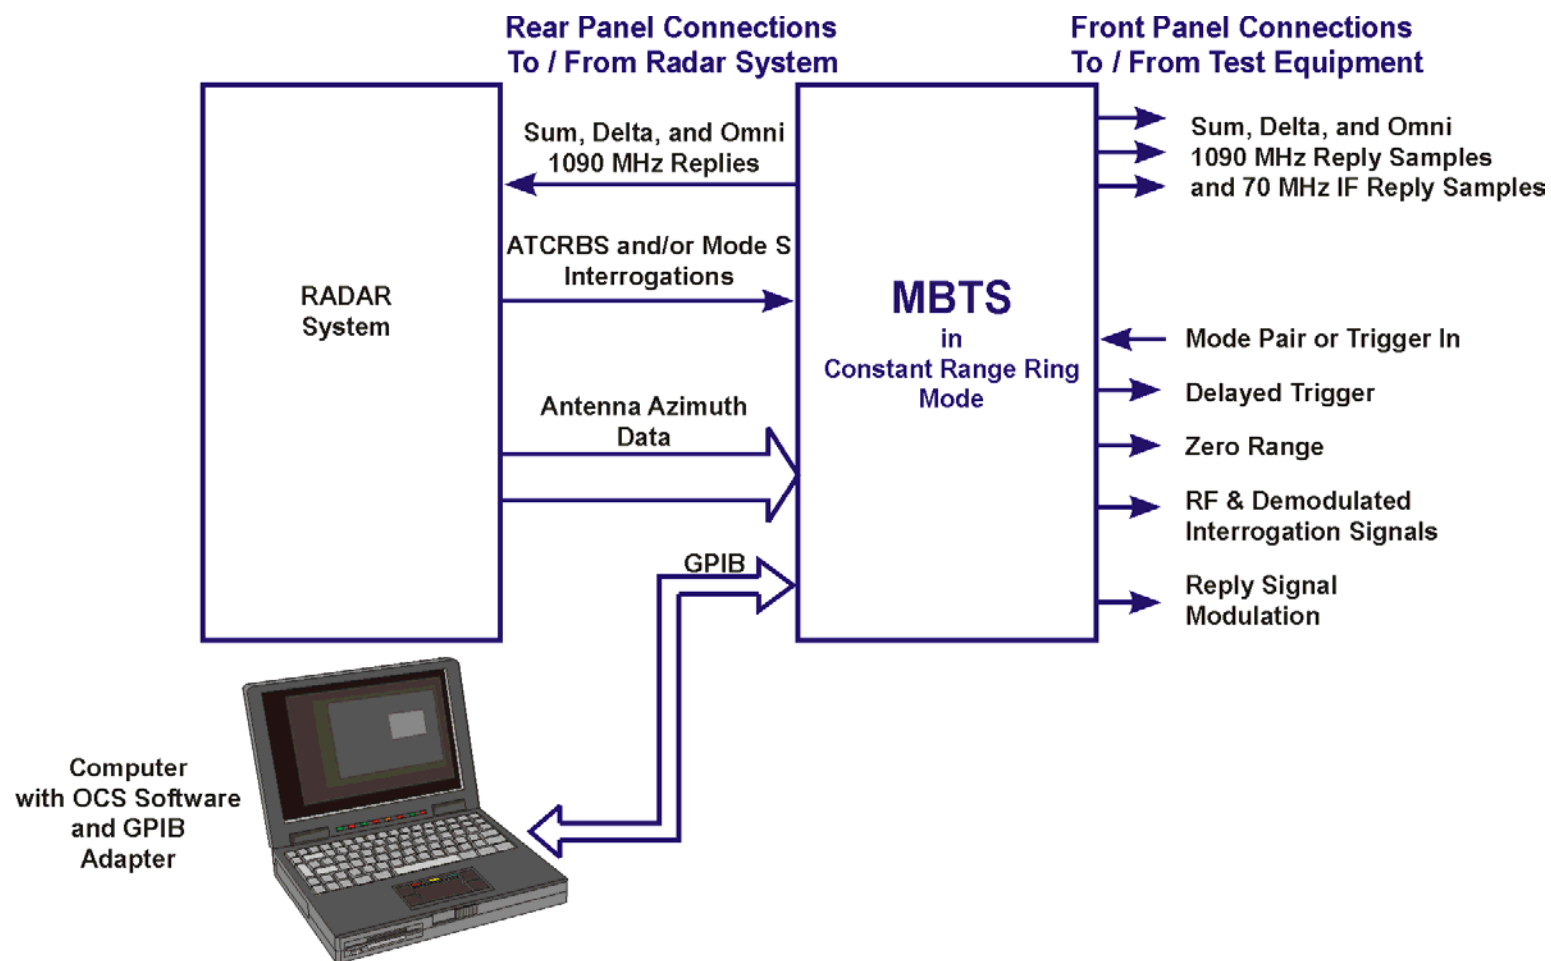 Rear Panel Connections
To / From Radar System
Front Panel Connections
To / From Test Equipment
Sum, Delta, and Omni
1090 MHz Replies
ATCRBS and/or Mode S
Interrogations
RADAR
System
Antenna Azimuth
Data
GPIB
MBTS
in
Constant Range Ring
Mode
Sum, Delta, and Omni
1090 MHz Reply Samples
and 70 MHz IF Reply Samples
Mode Pair or Trigger In
Delayed Trigger
Zero Range
RF & Demodulated
Interrogation Signals
Reply Signal
Modulation
Computer
with OCS Software
and GPIB
Adapter